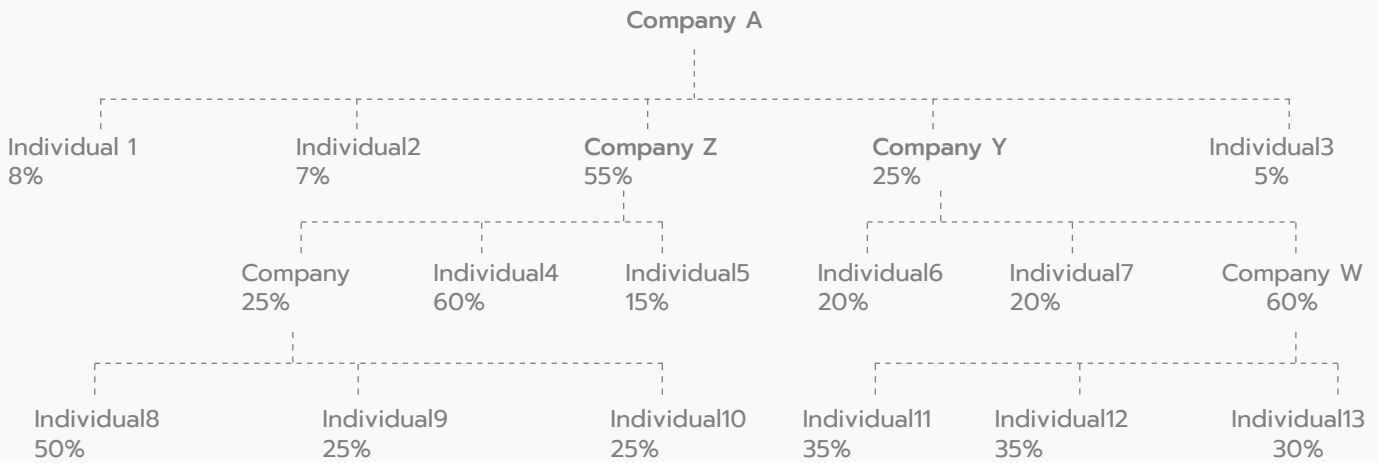 Company A
Individual 1
8%
Individual2
7%
Company Z
55%
Company Y
25%
Individual3
5%
Company
25%
Individual4
60%
Individual5
15%
Individual6
20%
Individual7
20%
Company W
60%
Individual8
50%
Individual9
25%
Individual10
25%
Individual11
35%
Individual12
35%
Individual13
30%